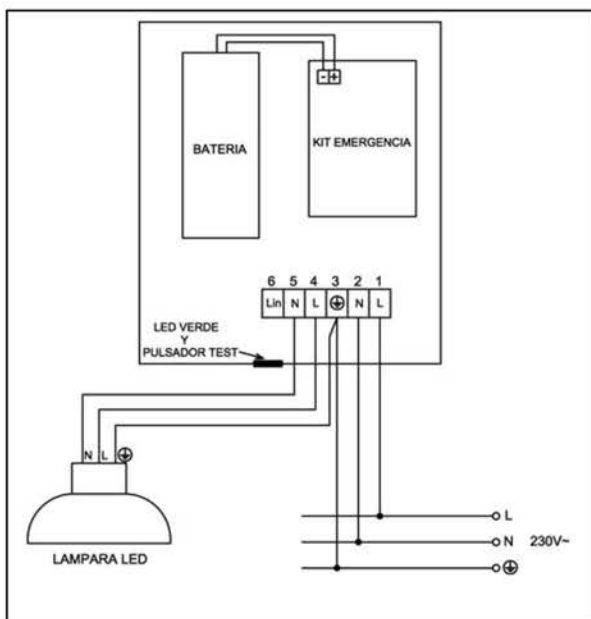 BATERIA
- +
KIT EMERGENCIA
6 5 4 3 2 1
Lin N L N L
LED VERDE
Y
PULSADOR TEST
N L
LAMPARA LED
L
N 230V~